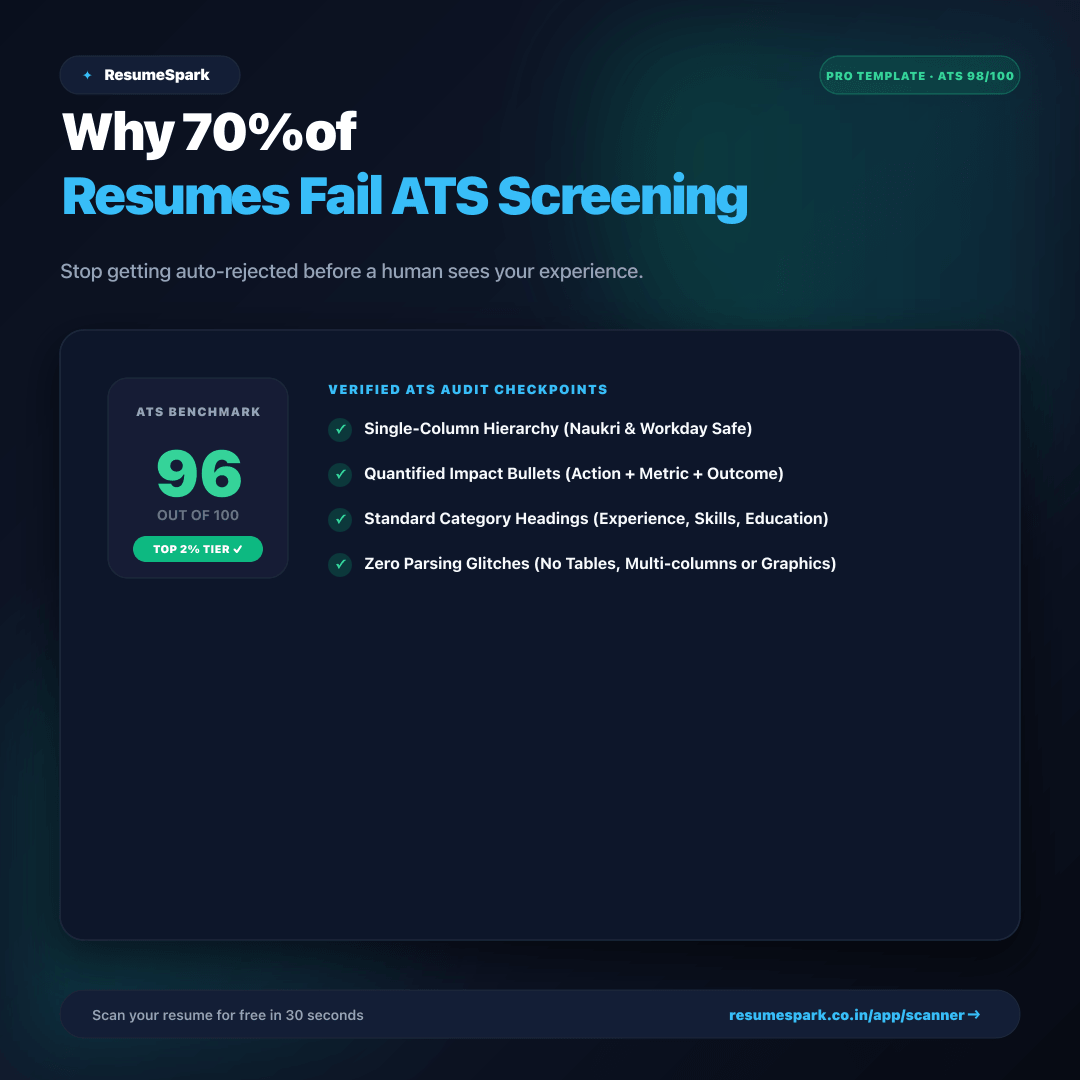 ✦ ResumeSpark
PRO TEMPLATE · ATS 98/100
Why 70%of
Resumes Fail ATS Screening
Stop getting auto-rejected before a human sees your experience.
ATS BENCHMARK
96
OUT OF 100
TOP 2% TIER ✓
VERIFIED ATS AUDIT CHECKPOINTS
✓ Single-Column Hierarchy (Naukri & Workday Safe)
✓ Quantified Impact Bullets (Action + Metric + Outcome)
✓ Standard Category Headings (Experience, Skills, Education)
✓ Zero Parsing Glitches (No Tables, Multi-columns or Graphics)
Scan your resume for free in 30 seconds
resumespark.co.in/app/scanner→